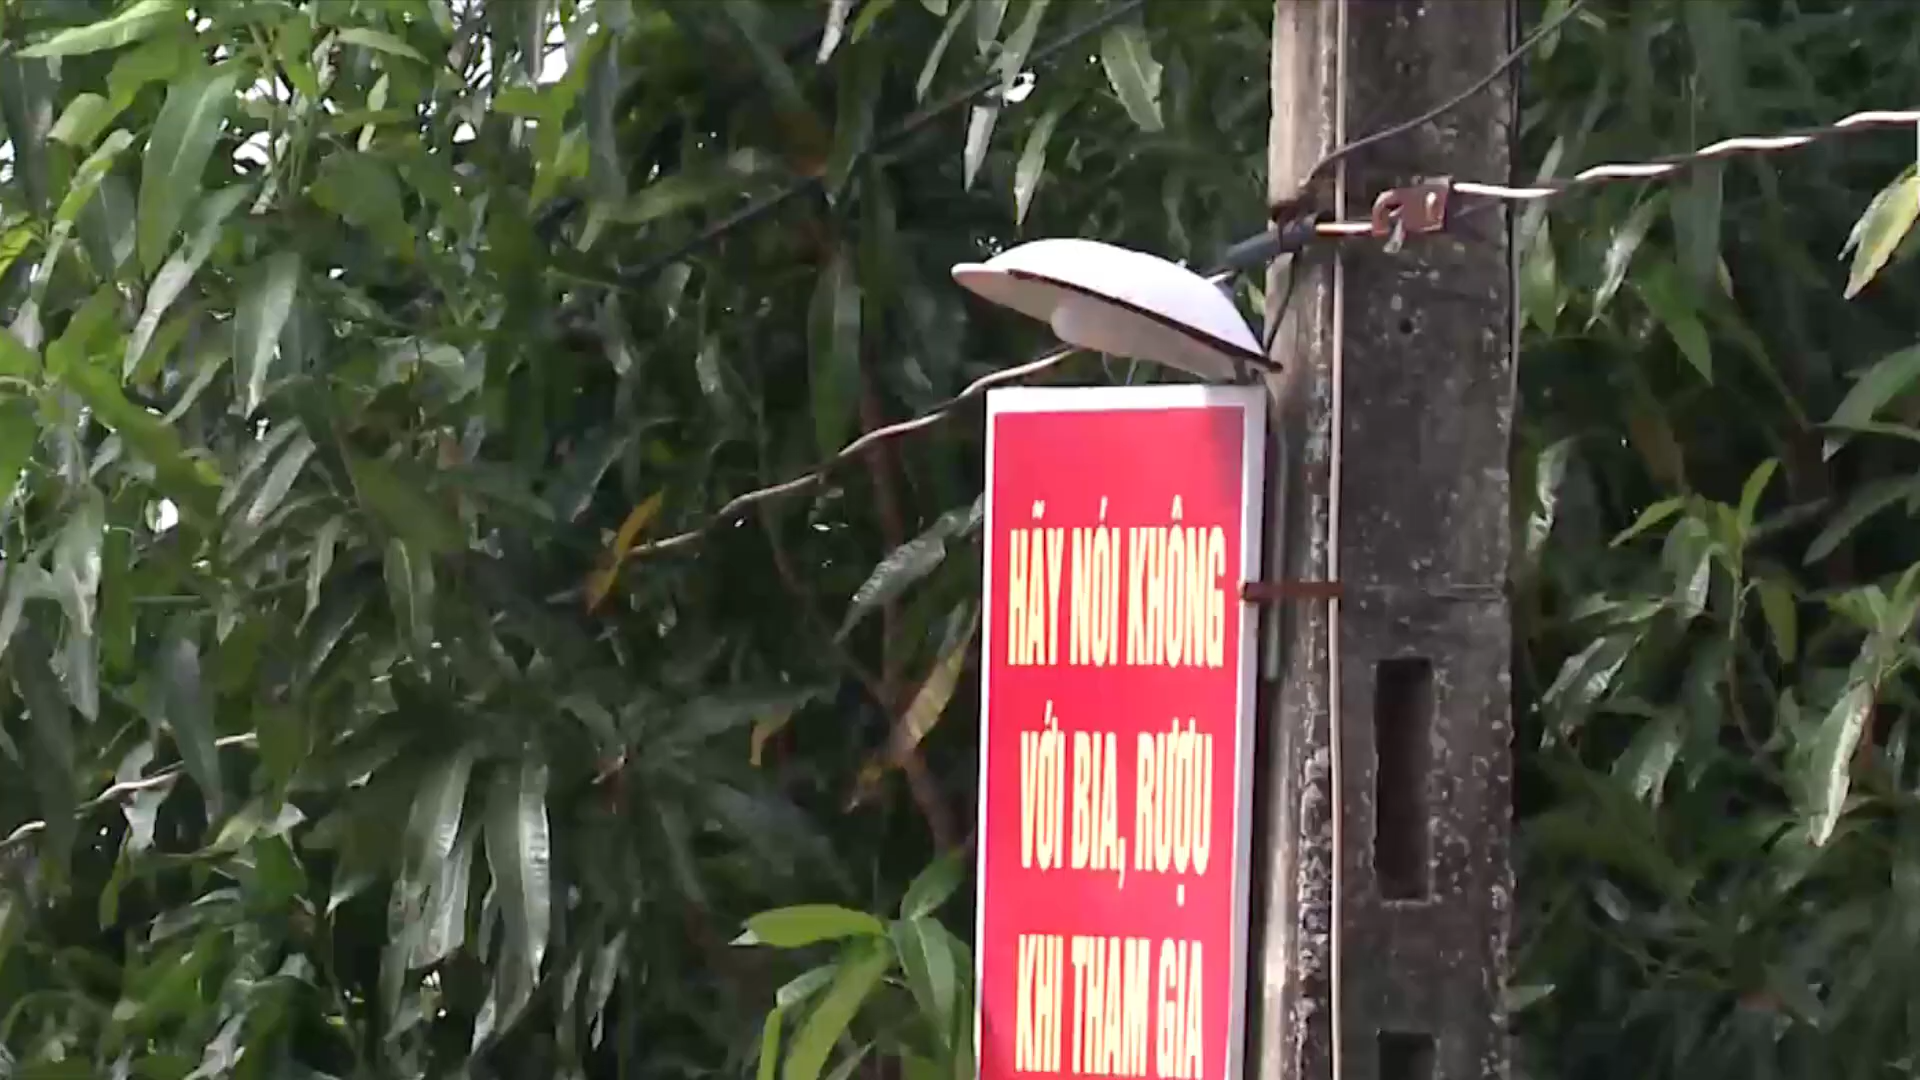 HÃY NÓI KHÔNG
VỚI BIA, RƯỢU
KHI THAM GIA